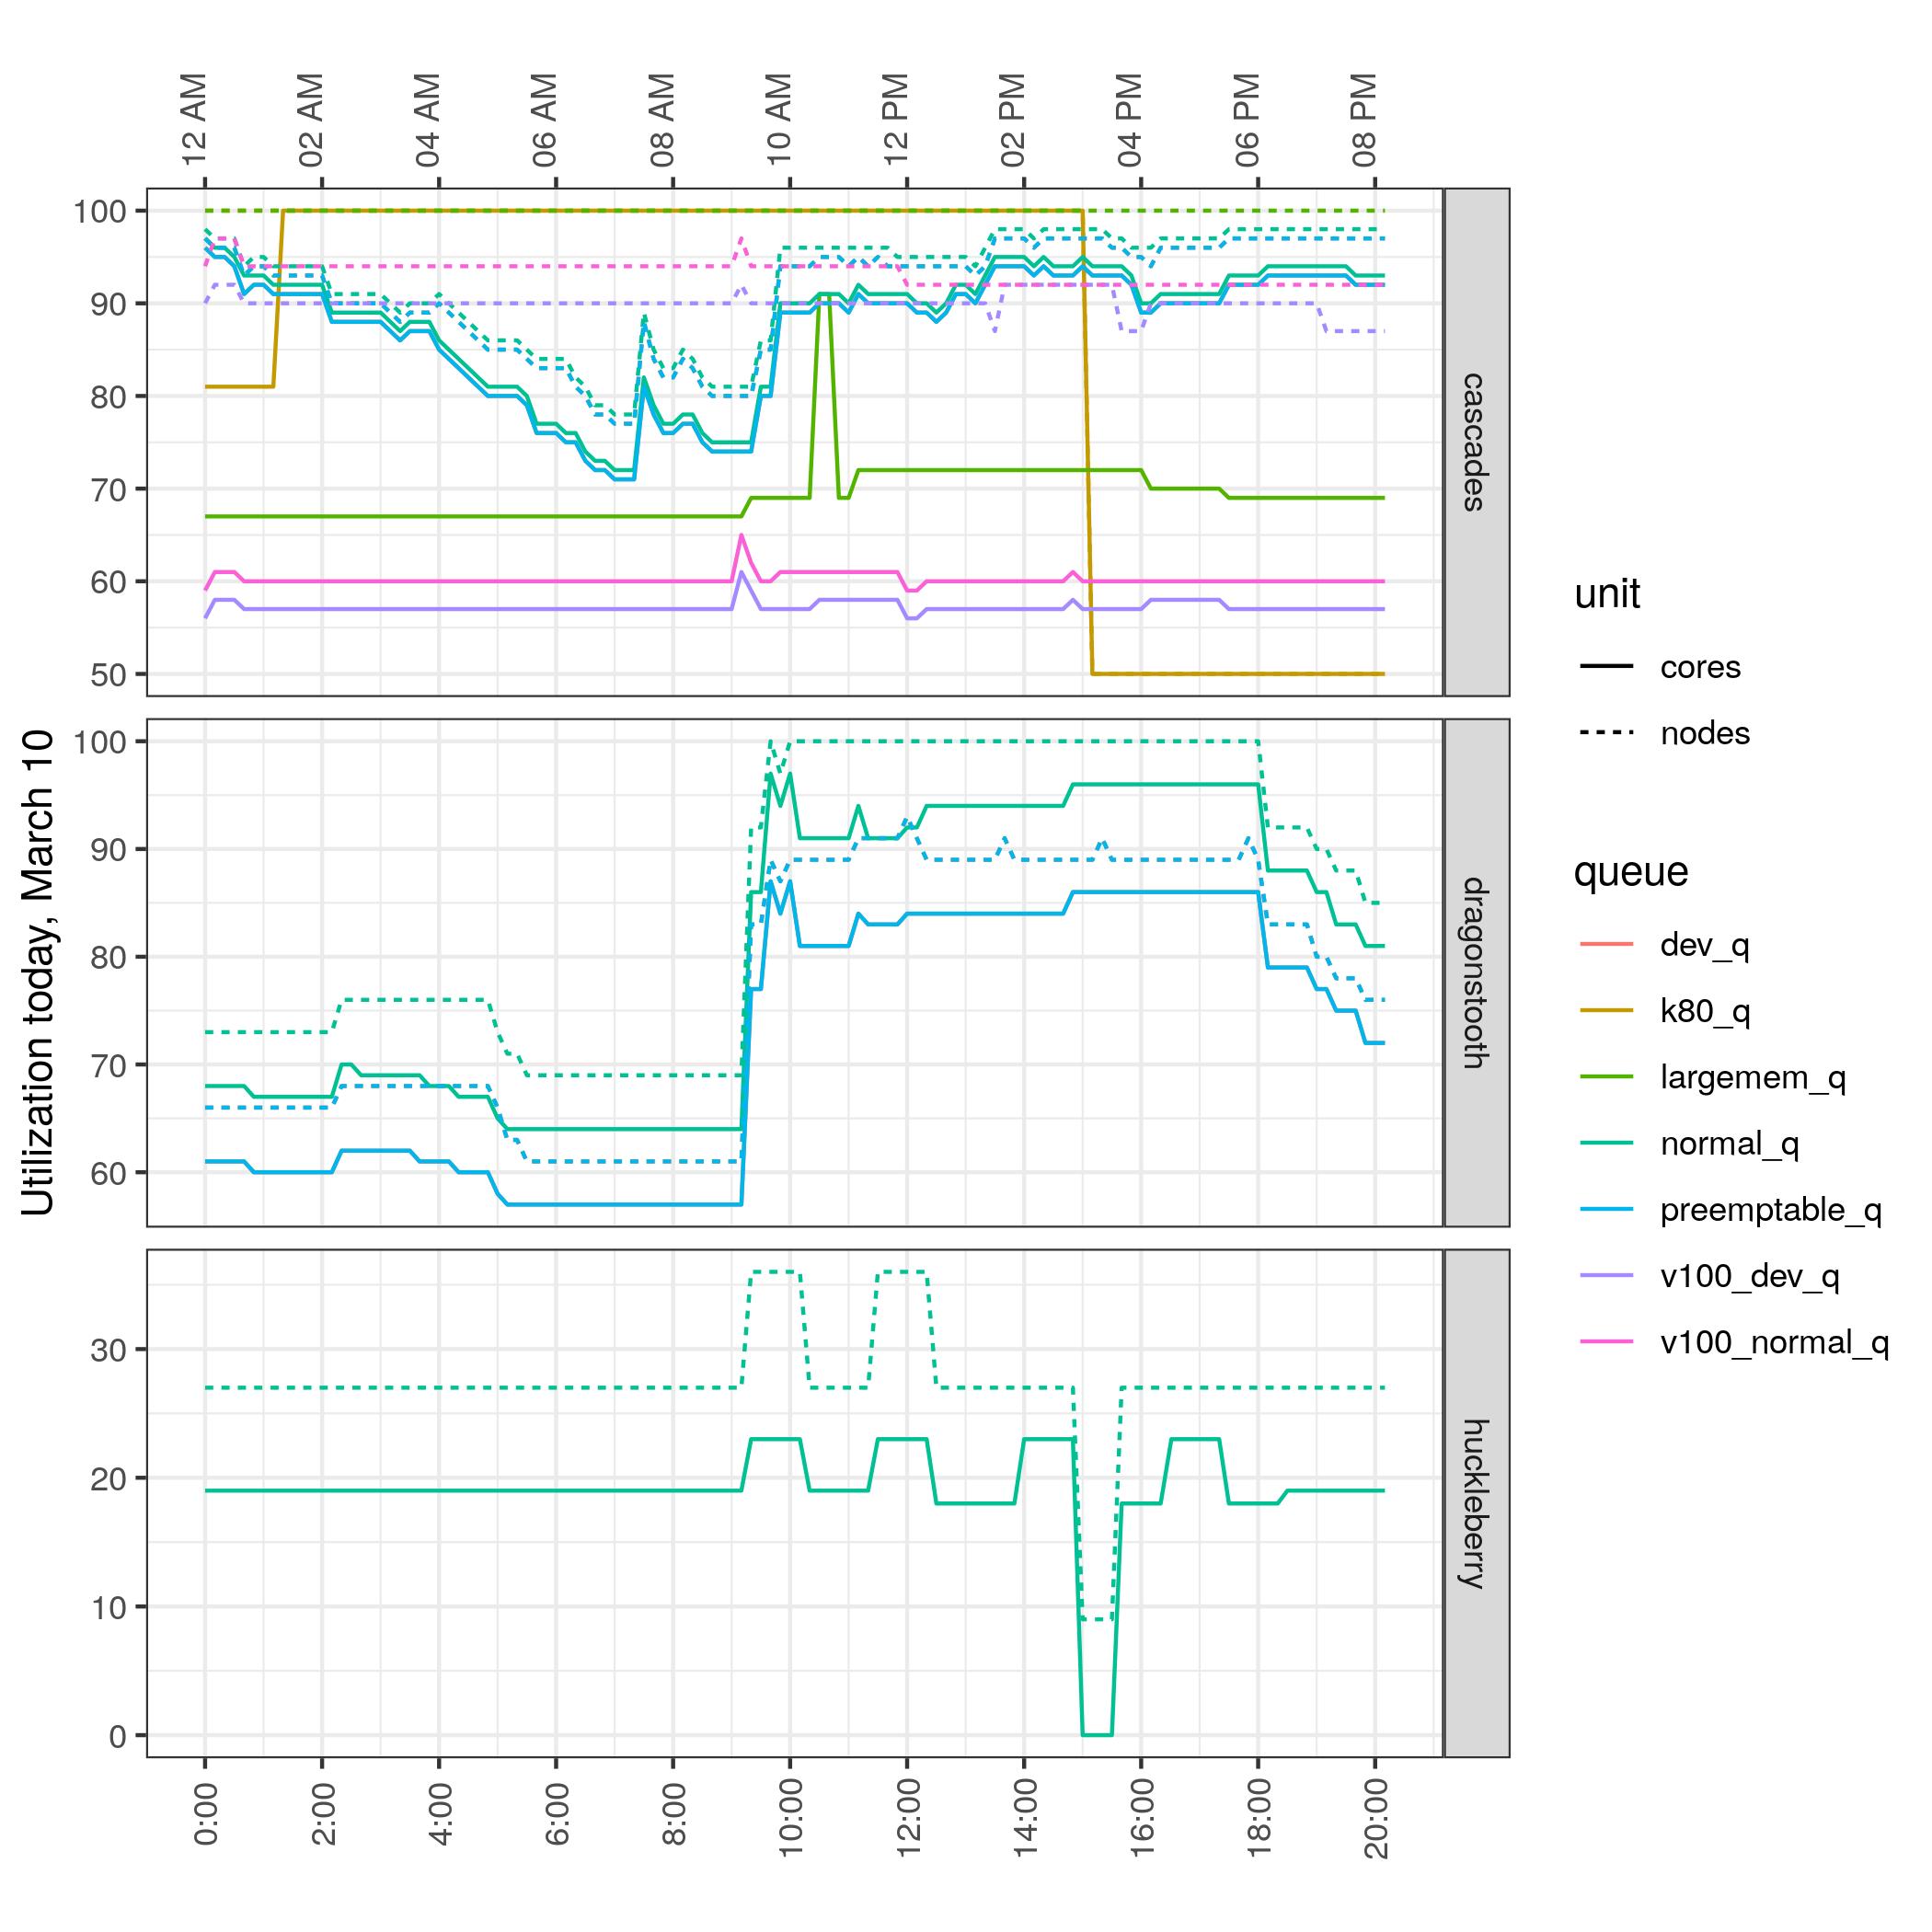 12 AM
02 AM
04 AM
06 AM
08 AM
10 AM
12 PM
02 PM
04 PM
06 PM
08 PM
Utilization today, March 10
100
90
80
70
60
50
cascades
100
90
80
70
60
dragonstooth
30
20
10
0
huckleberry
0:00
2:00
4:00
6:00
8:00
10:00
12:00
14:00
16:00
18:00
20:00
unit
cores
nodes
queue
dev_q
k80_q
largemem_q
normal_q
preemptable_q
v100_dev_q
v100_normal_q